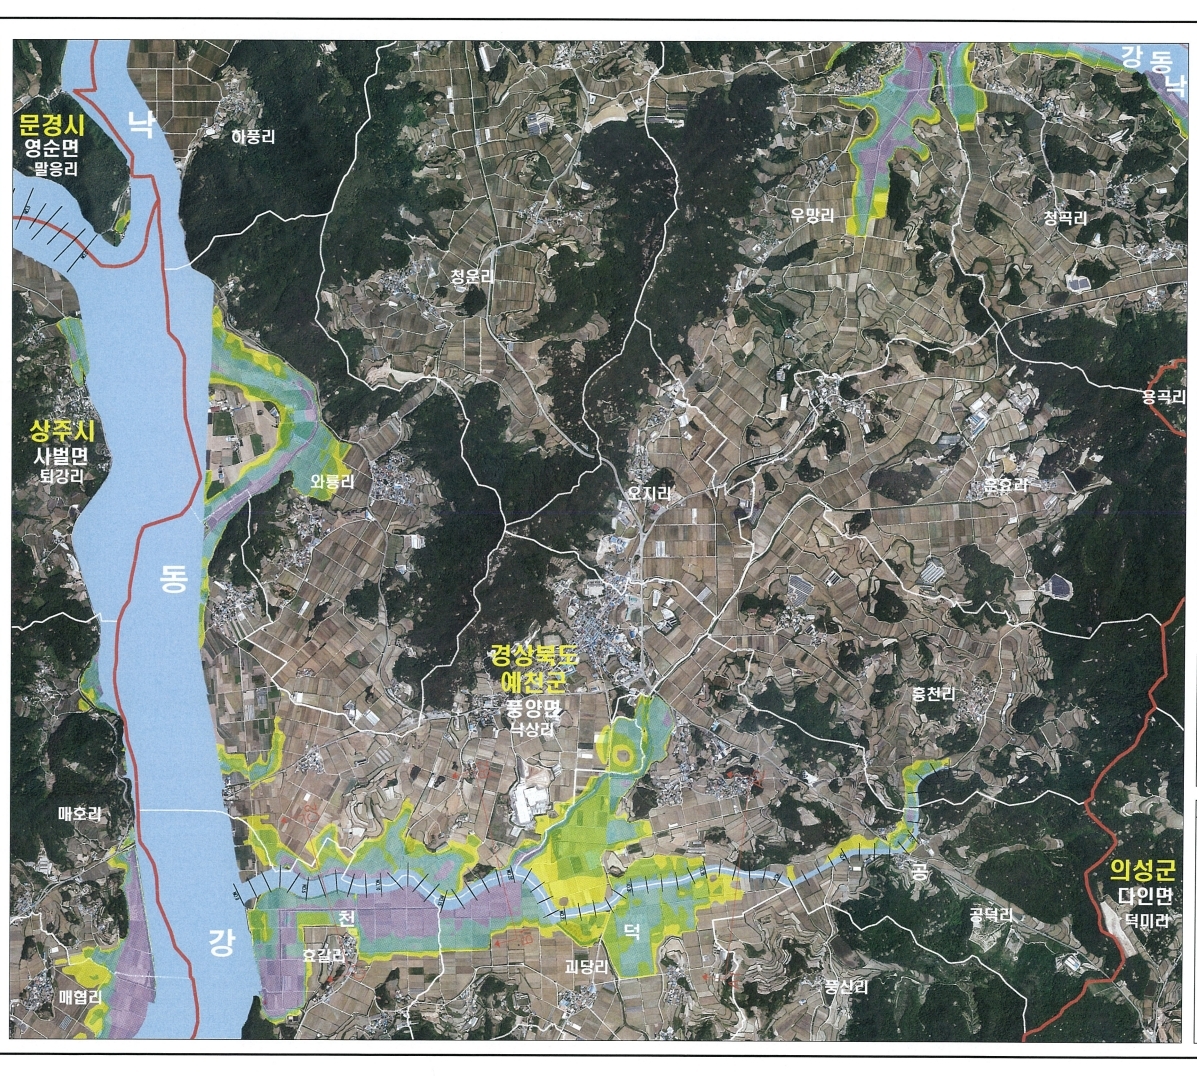 강 동
낙
문경시
영순면
말응리
낙
하풍리
우망리
청곡리
청운리
용곡리
상주시
사벌면
퇴강리
와룡리
오지리
흔효리
동
경상북도
예천군
풍양면
낙상리
흥천리
매호리
의성군
다인면
덕미리
공
공덕리
천
덕
강
효갈리
괴당리
풍산리
매협리